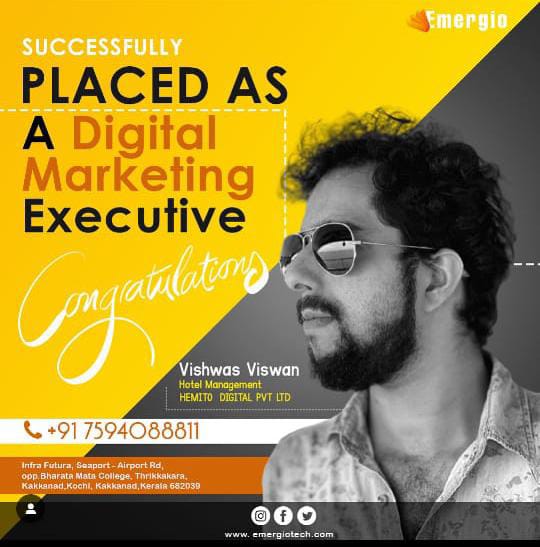 Emergio
SUCCESSFULLY
PLACED AS
A Digital
Marketing
Executive
Congratulations
Vishwas Viswan
Hotel Management
HEMITO DIGITAL PVT LTD
+91 7594088811
Infra Futura, Seaport - Airport Rd,
opp.Bharata Mata College, Thrikkakara,
Kakkanad,Kochi, Kakkanad,Kerala 682039
www. emergiotech.com